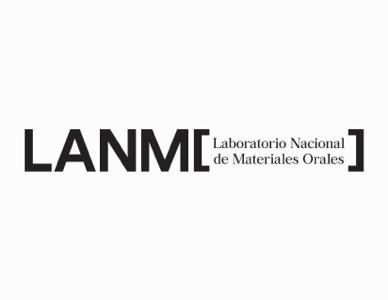 LANM[
Laboratorio Nacional
de Materiales Orales
]